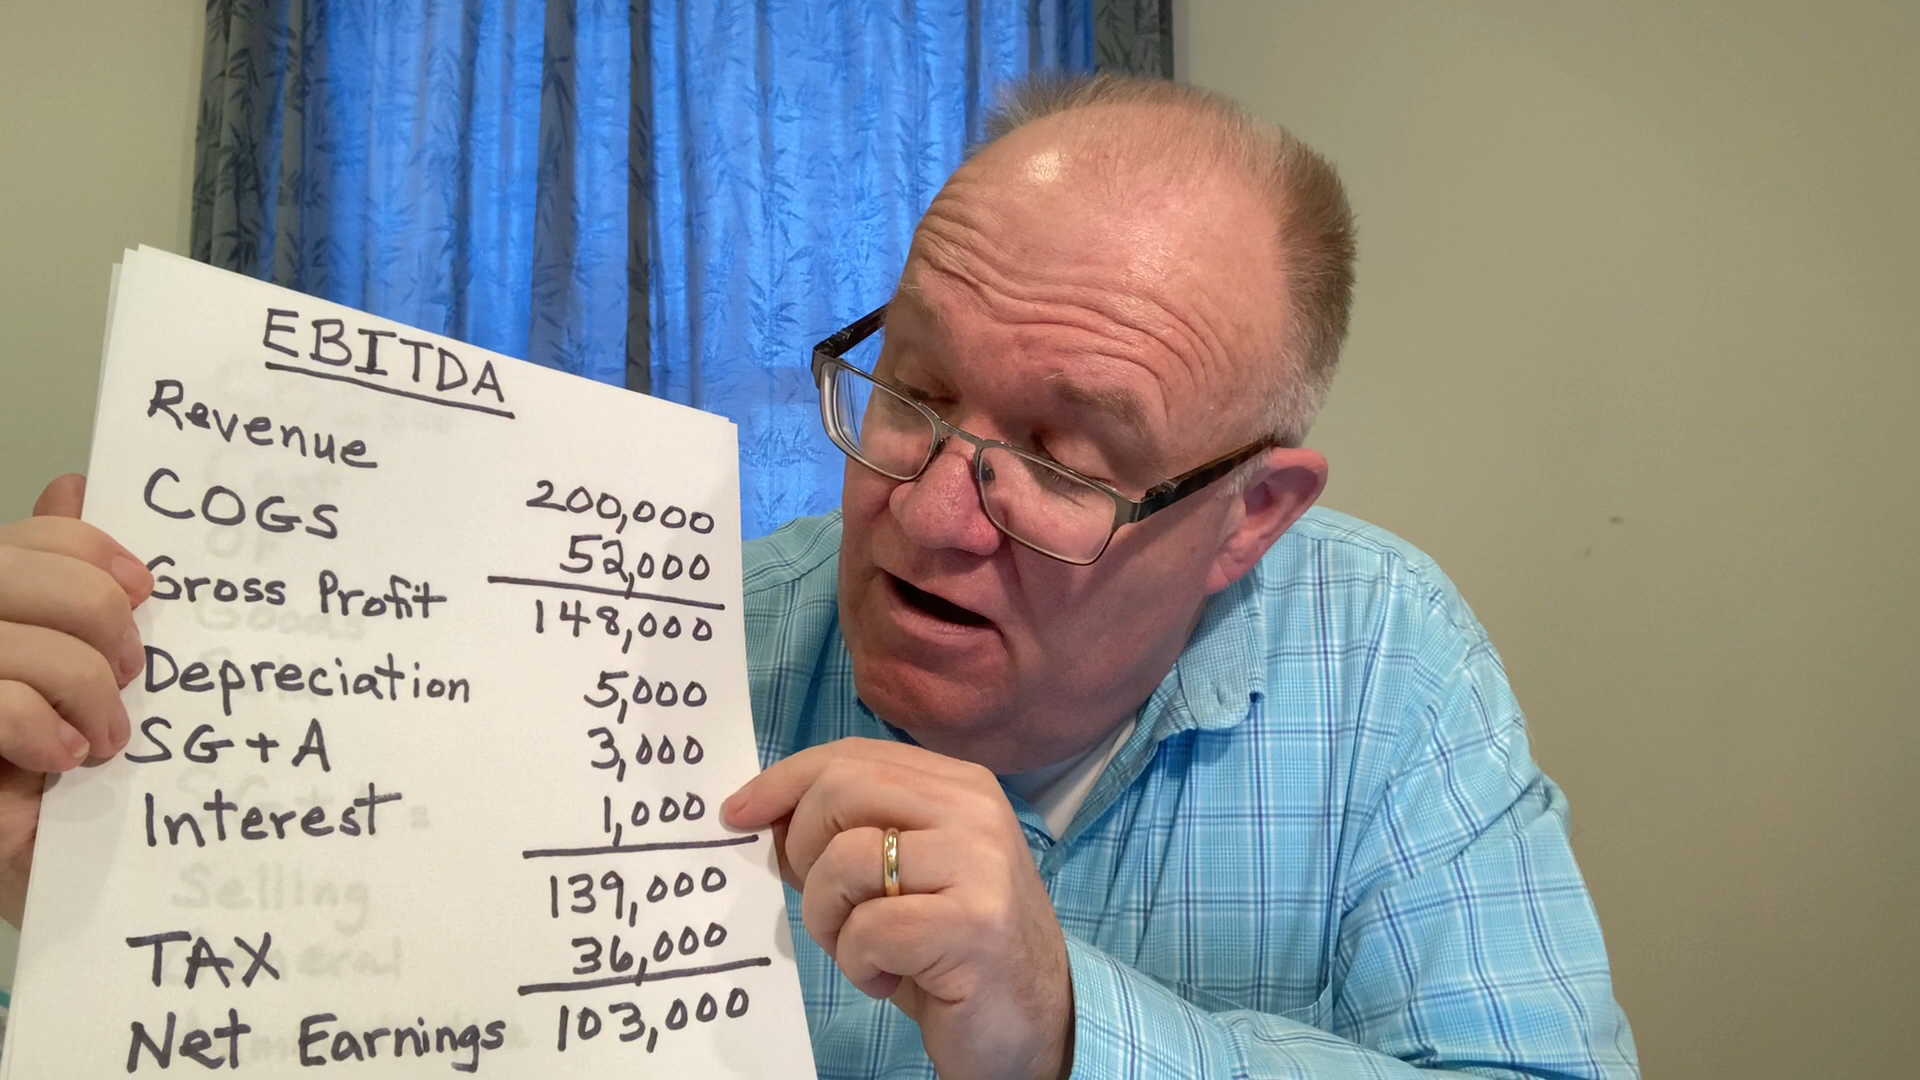 EBITDA
Revenue 200,000
COGS 52,000
Gross Profit 148,000
Depreciation 5,000
SG+A 3,000
Interest 1,000
139,000
TAX 36,000
Net Earnings 103,000
Selling